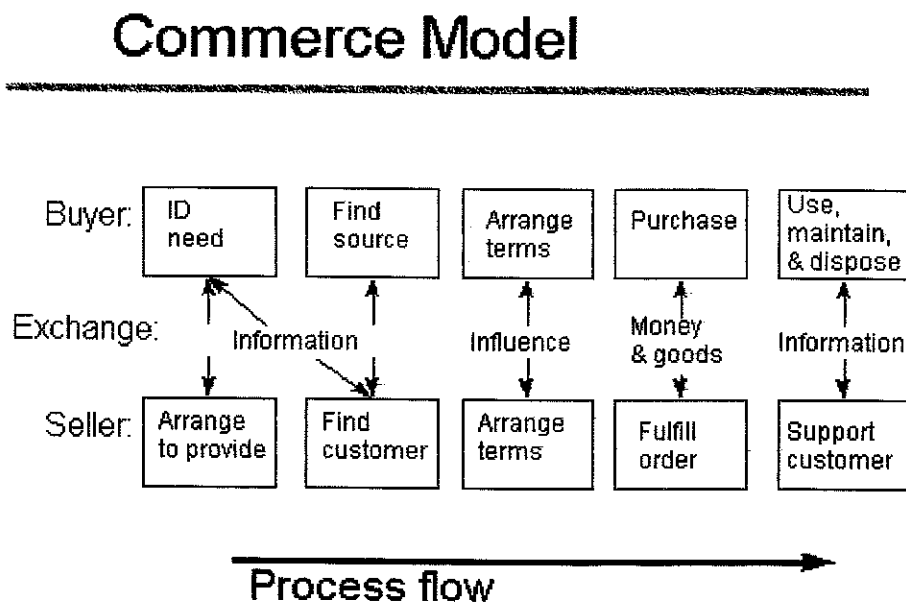 Commerce Model
Buyer:
ID
need
Find
source
Arrange
terms
Purchase
Use,
maintain,
& dispose
Exchange:
Information
Influence
Money
& goods
Information
Seller:
Arrange
to provide
Find
customer
Arrange
terms
Fulfill
order
Support
customer
Process flow